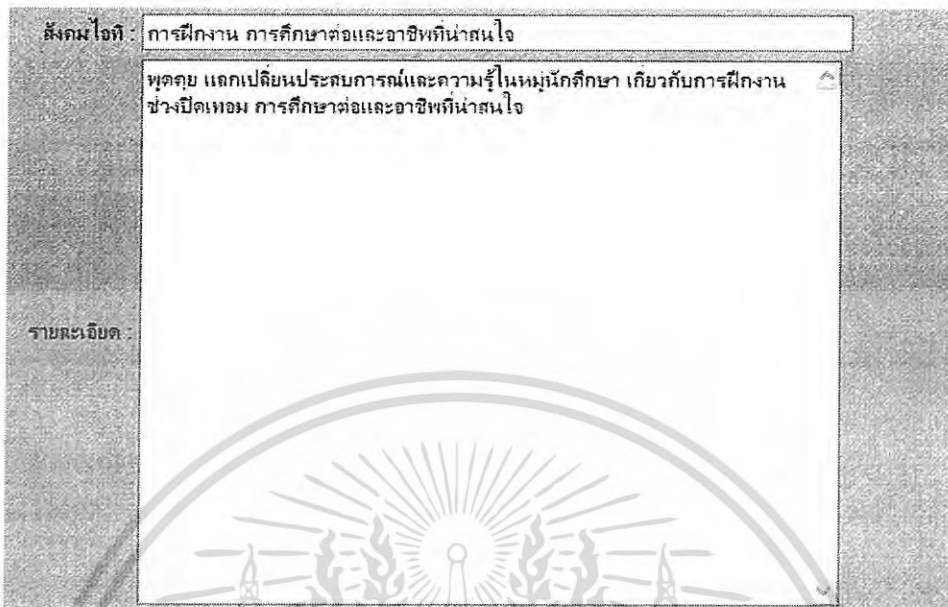 สังคมไอที : การฝึกงาน การศึกษาต่อและอาชีพที่น่าสนใจ
พูดคุย แลกเปลี่ยนประสบการณ์และความรู้ในหมู่นักศึกษา เกี่ยวกับการฝึกงาน
ช่วงปิดเทอม การศึกษาต่อและอาชีพที่น่าสนใจ
รายละเอียด :